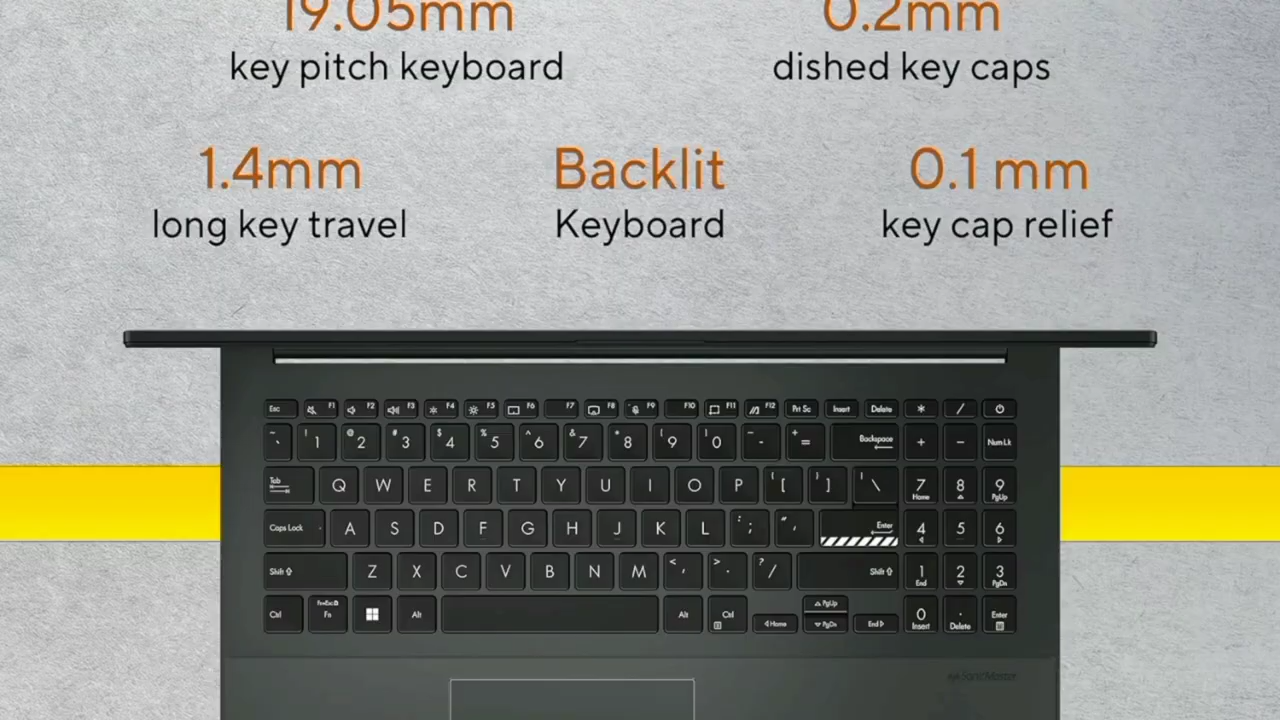 19.05mm 0.2mm
key pitch keyboard dished key caps
1.4mm Backlit 0.1 mm
long key travel Keyboard key cap relief
Esc F1 F2 F3 F4 F5 F6 F7 F8 F9 F10 F11 F12 Prt Sc Insert Delete * /
~ ` ! 1 @ 2 # 3 $ 4 % 5 ^ 6 & 7 * 8 ( 9 ) 0 _ - + = Backspace + - Num Lk
Tab Q W E R T Y U I O P { [ } ] | \ 7 Home 8 9 PgUp
Caps Lock A S D F G H J K L : ; " ' Enter 4 5 6
Shift Z X C V B N M < , > . ? / Shift 1 End 2 3 PgDn
Ctrl FnEsc Fn Alt Alt Ctrl Home PgUp PgDn End 0 Insert . Delete Enter
SonicMaster